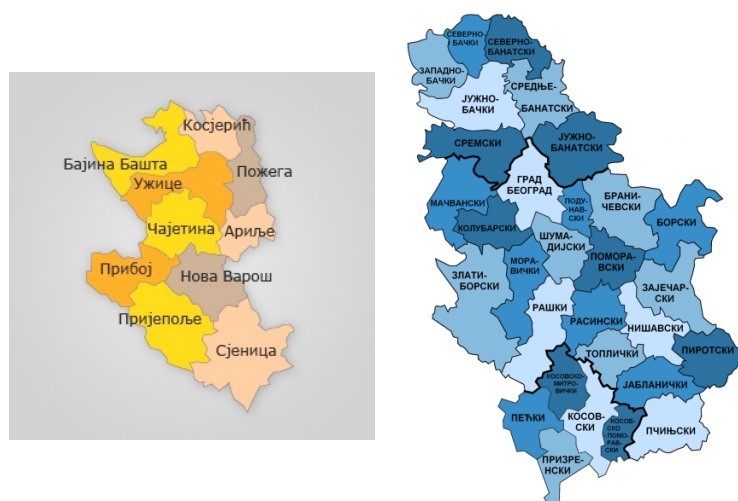 Косјерић
Бајина Башта
Пожега
Ужице
Чајетина
Ариље
Прибој
Нова Варош
Пријепоље
Сјеница
СЕВЕРНО-
БАЧКИ
СЕВЕРНО-
БАНАТСКИ
ЗАПАДНО-
БАЧКИ
СРЕДЊЕ-
БАНАТСКИ
ЈУЖНО-
БАЧКИ
СРЕМСКИ
ЈУЖНО-
БАНАТСКИ
ГРАД
БЕОГРАД
МАЧВАНСКИ
ПОДУ-
НАВСКИ
БРАНИ-
ЧЕВСКИ
БОРСКИ
КОЛУБАРСКИ
ШУМА-
ДИЈСКИ
МОРА-
ВИЧКИ
ПОМОРА-
ВСКИ
ЗЛАТИ-
БОРСКИ
ЗАЈЕЧАР-
СКИ
РАШКИ
РАСИНСКИ
НИШАВСКИ
ТОПЛИЧКИ
ПИРОТСКИ
КОСОВСКО-
МИТРО-
ВИЧКИ
ЈАБЛАНИЧКИ
ПЕЋКИ
КОСОВ-
СКИ
КОСОВ-
СКО
ПОМО-
РАВ-
СКИ
ПЧИЊСКИ
ПРИЗРЕ-
НСКИ